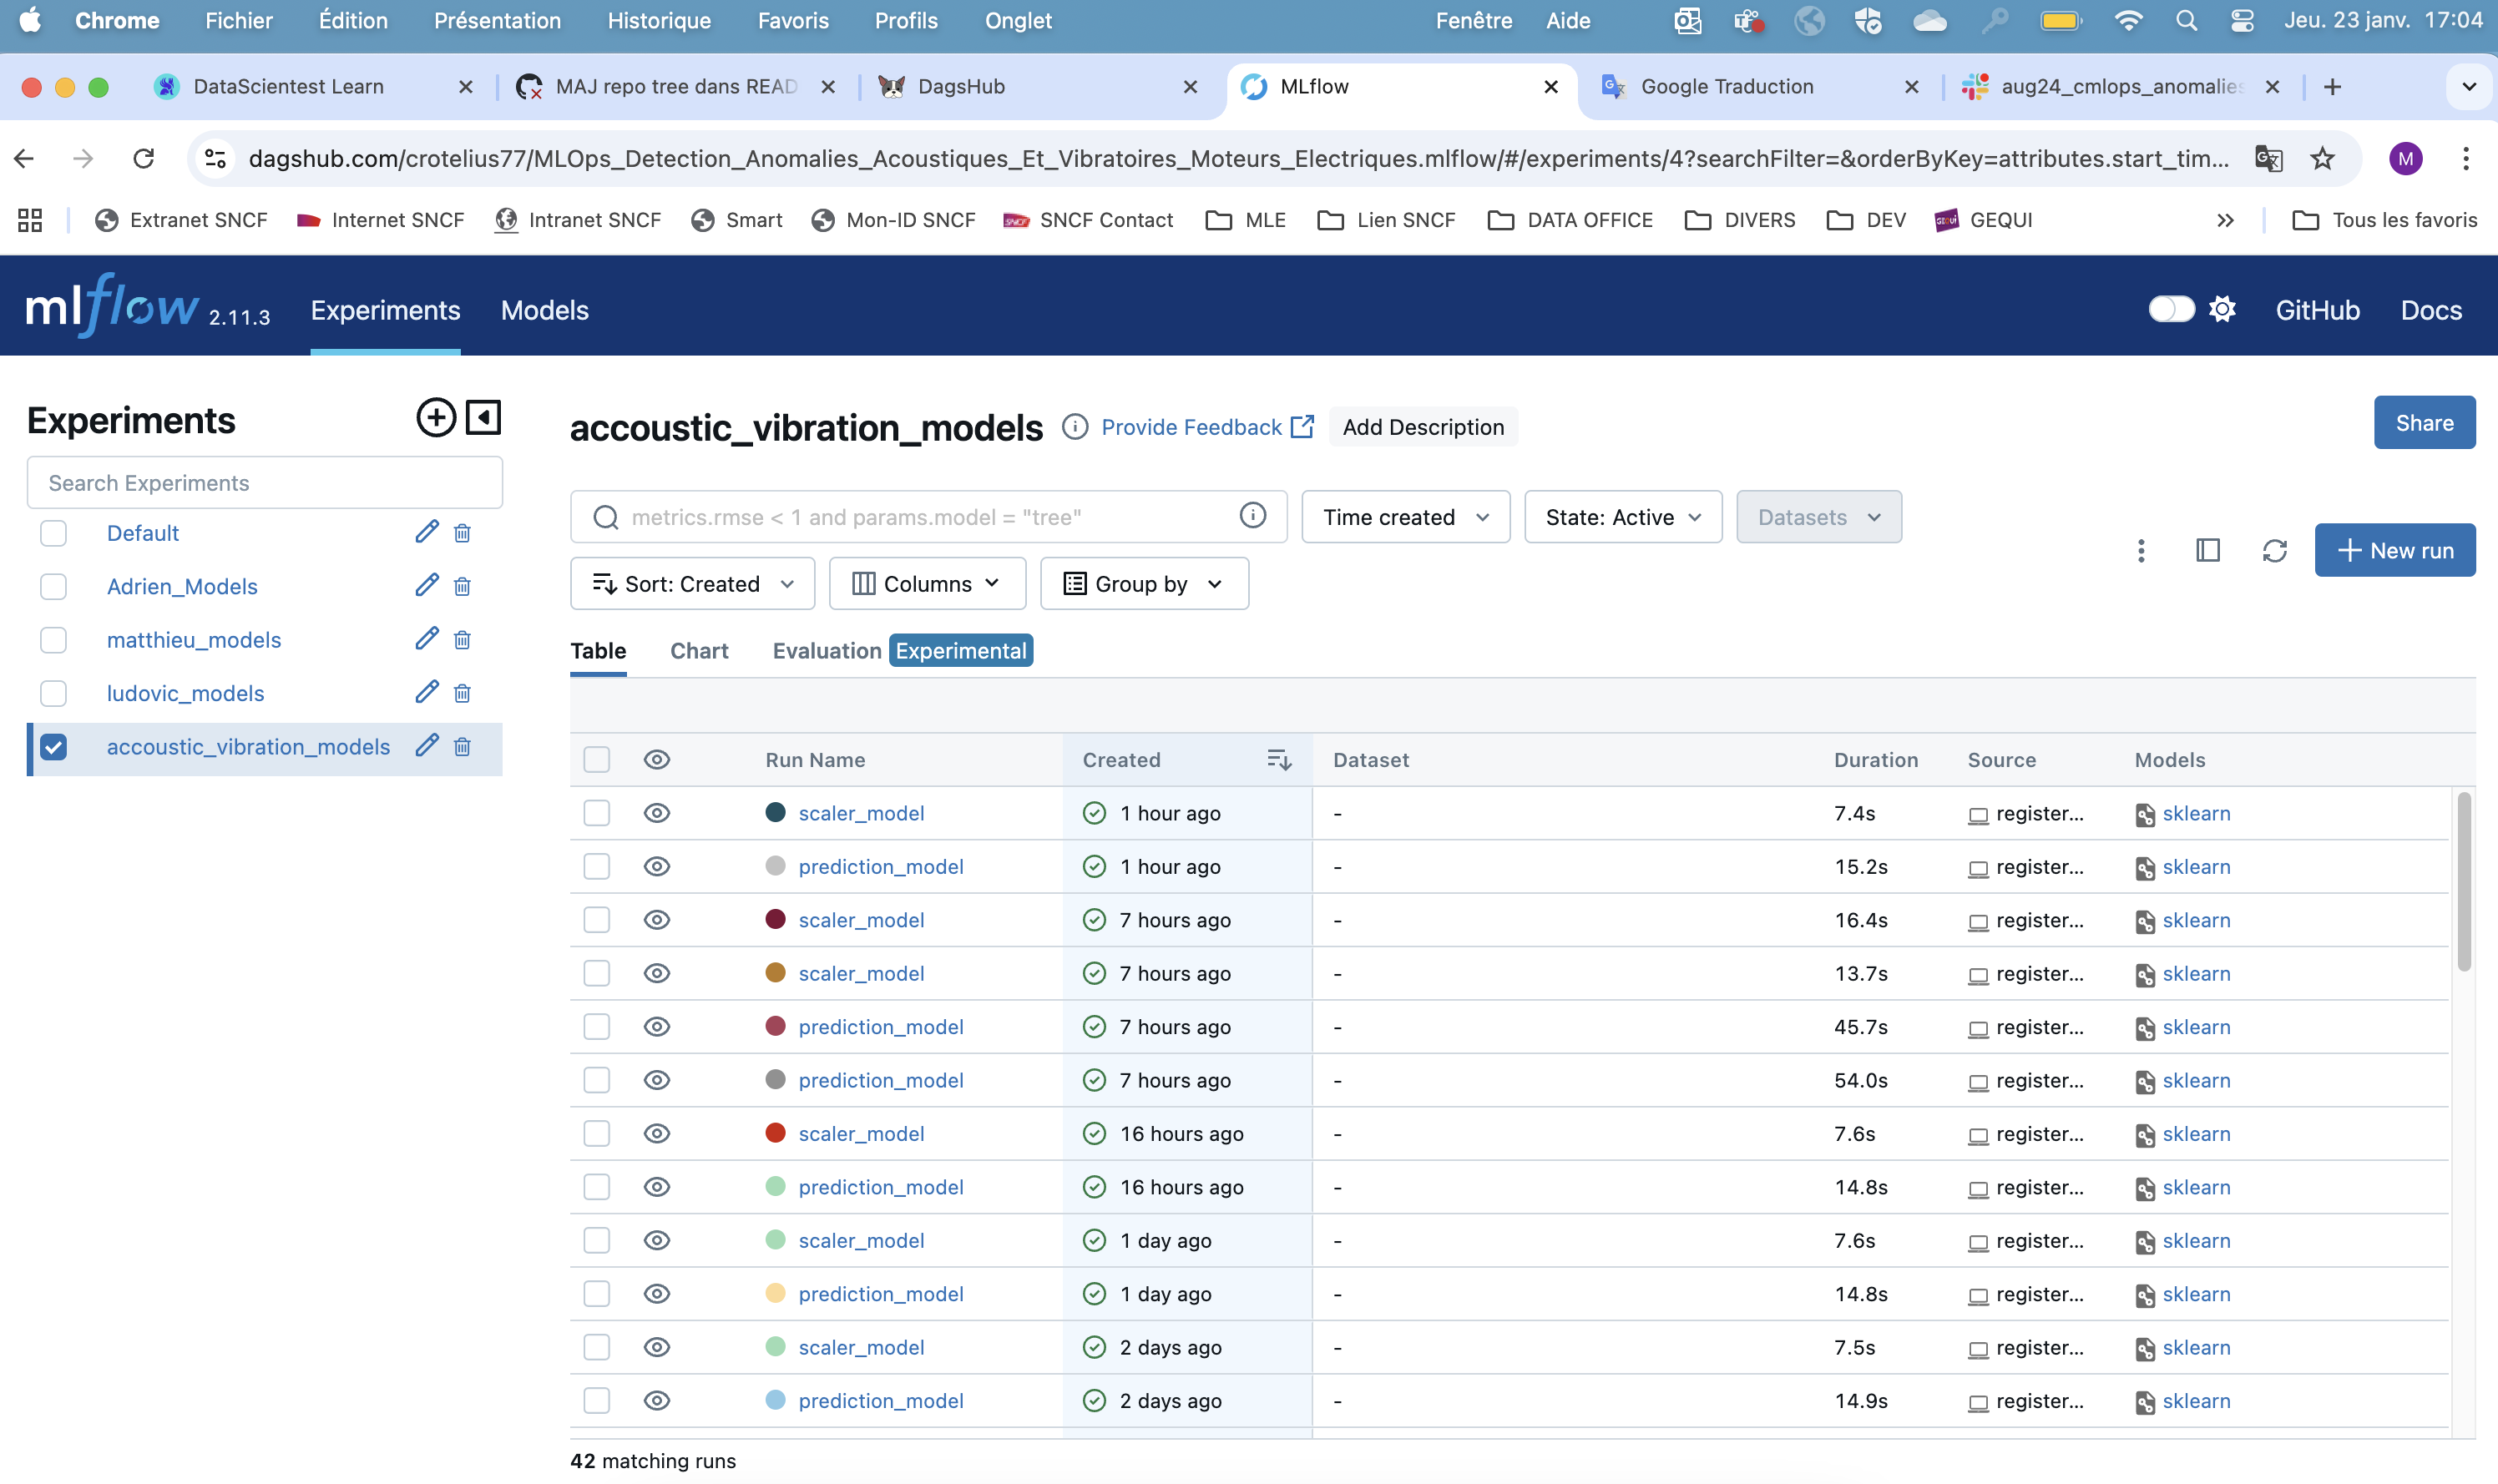 Chrome Fichier Édition Présentation Historique Favoris Profils Onglet Fenêtre Aide Jeu. 23 janv. 17:04
DataScientest Learn MAJ repo tree dans READ DagsHub MLflow Google Traduction aug24_cmlops_anomalies
dagshub.com/crotelius77/MLOps_Detection_Anomalies_Acoustiques_Et_Vibratoires_Moteurs_Electriques.mlflow/#/experiments/4?searchFilter=&orderByKey=attributes.start_tim... M
Extranet SNCF Internet SNCF Intranet SNCF Smart Mon-ID SNCF SNCF Contact MLE Lien SNCF DATA OFFICE DIVERS DEV GEQUI » Tous les favoris
mlflow 2.11.3 Experiments Models GitHub Docs
Experiments
Search Experiments
Default
Adrien_Models
matthieu_models
ludovic_models
accoustic_vibration_models
accoustic_vibration_models Provide Feedback Add Description Share
metrics.rmse < 1 and params.model = "tree" Time created State: Active Datasets
+ New run
Sort: Created Columns Group by
Table Chart Evaluation Experimental
Run Name Created Dataset Duration Source Models
scaler_model 1 hour ago - 7.4s register... sklearn
prediction_model 1 hour ago - 15.2s register... sklearn
scaler_model 7 hours ago - 16.4s register... sklearn
scaler_model 7 hours ago - 13.7s register... sklearn
prediction_model 7 hours ago - 45.7s register... sklearn
prediction_model 7 hours ago - 54.0s register... sklearn
scaler_model 16 hours ago - 7.6s register... sklearn
prediction_model 16 hours ago - 14.8s register... sklearn
scaler_model 1 day ago - 7.6s register... sklearn
prediction_model 1 day ago - 14.8s register... sklearn
scaler_model 2 days ago - 7.5s register... sklearn
prediction_model 2 days ago - 14.9s register... sklearn
42 matching runs